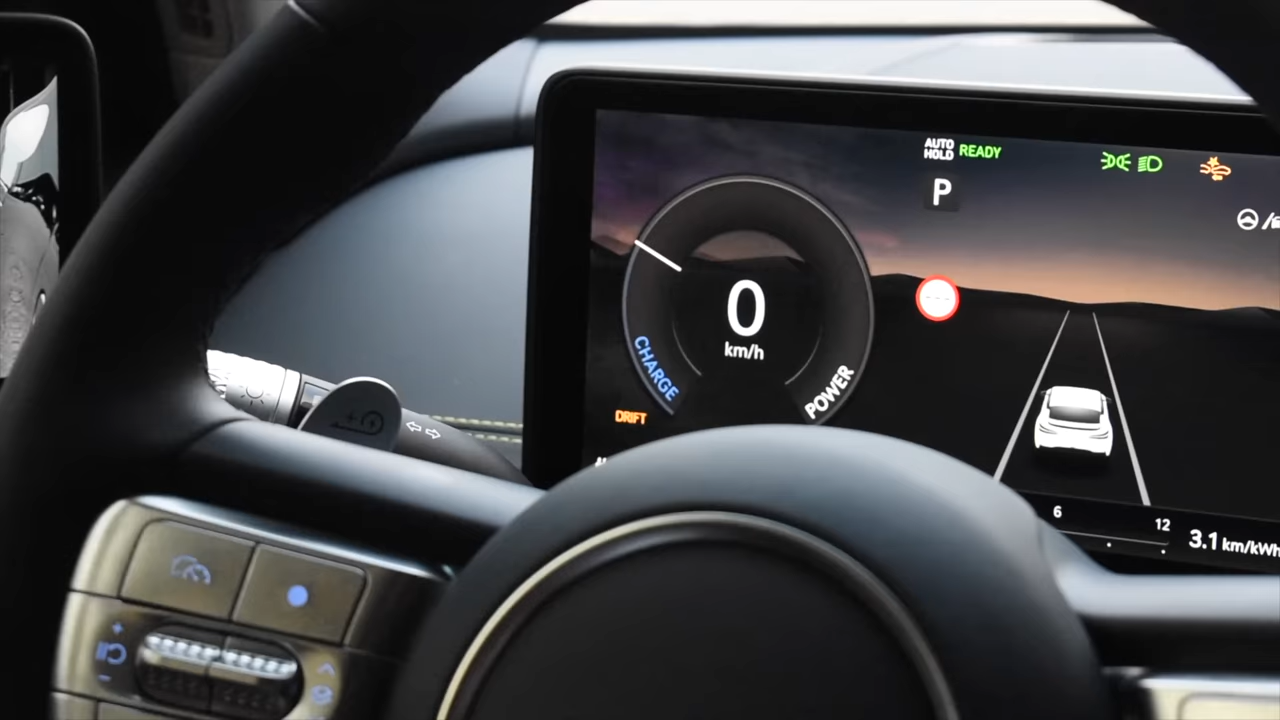 AUTO
HOLD
READY
P
0
km/h
CHARGE
POWER
DRIFT
6
12
3.1 km/kWh
+
-